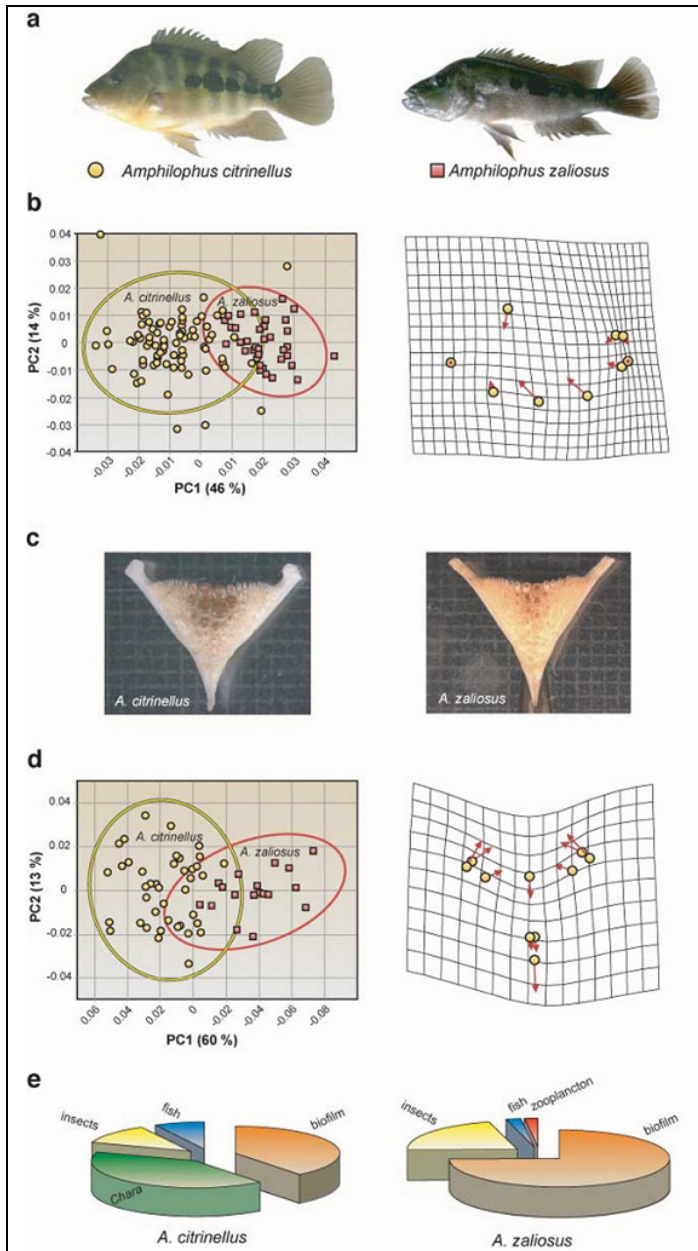 a
Amphilophus citrinellus
Amphilophus zaliosus
b
0.04
0.03
0.02
0.01
0
-0.01
-0.02
-0.03
-0.04
PC2 (14 %)
A. citrinellus
A. zaliosus
-0.03
-0.02
-0.01
0
0.01
0.02
0.03
0.04
PC1 (46 %)
c
A. citrinellus
A. zaliosus
d
0.04
0.02
0
-0.02
-0.04
PC2 (13 %)
A. citrinellus
A. zaliosus
0.06
0.04
0.02
0
-0.02
-0.04
-0.06
-0.08
PC1 (60 %)
e
insects
fish
biofilm
Chara
A. citrinellus
insects
fish
zooplancton
biofilm
A. zaliosus